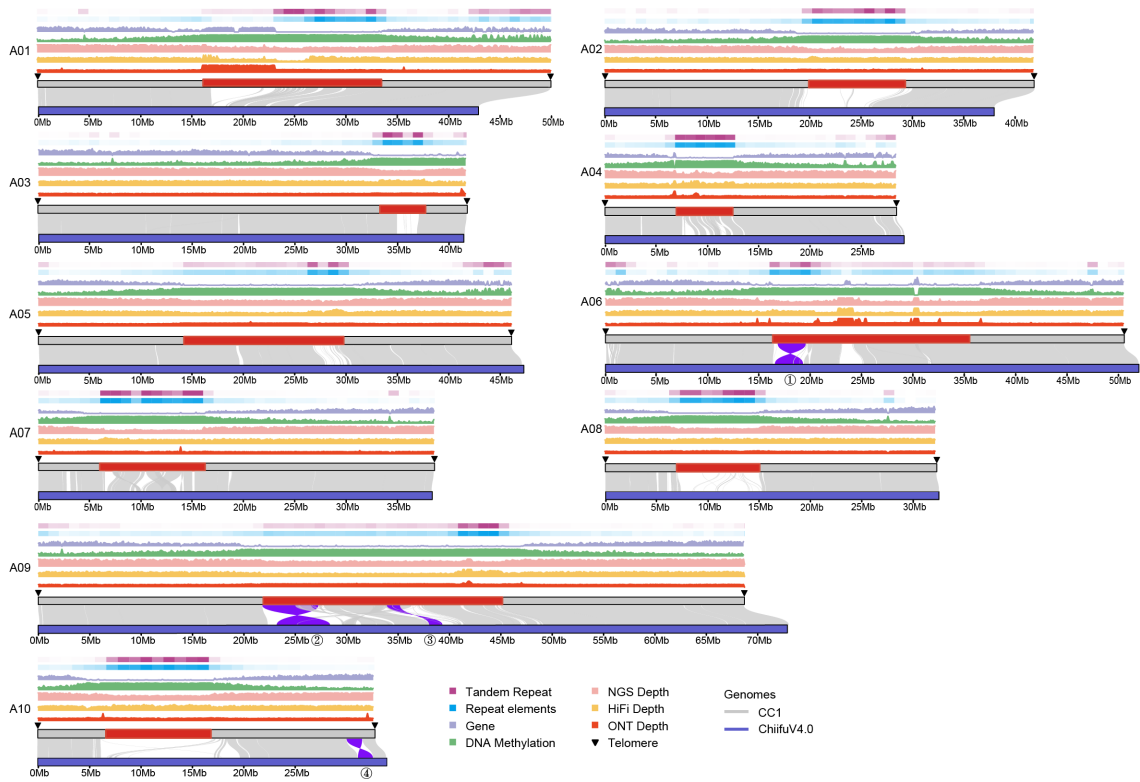 A01
0Mb 5Mb 10Mb 15Mb 20Mb 25Mb 30Mb 35Mb 40Mb 45Mb 50Mb
A02
0Mb 5Mb 10Mb 15Mb 20Mb 25Mb 30Mb 35Mb 40Mb
A03
0Mb 5Mb 10Mb 15Mb 20Mb 25Mb 30Mb 35Mb 40Mb
A04
0Mb 5Mb 10Mb 15Mb 20Mb 25Mb
A05
0Mb 5Mb 10Mb 15Mb 20Mb 25Mb 30Mb 35Mb 40Mb 45Mb
A06
0Mb 5Mb 10Mb 15Mb ① 20Mb 25Mb 30Mb 35Mb 40Mb 45Mb 50Mb
A07
0Mb 5Mb 10Mb 15Mb 20Mb 25Mb 30Mb 35Mb
A08
0Mb 5Mb 10Mb 15Mb 20Mb 25Mb 30Mb
A09
0Mb 5Mb 10Mb 15Mb 20Mb 25Mb ② 30Mb 35Mb ③ 40Mb 45Mb 50Mb 55Mb 60Mb 65Mb 70Mb
A10
0Mb 5Mb 10Mb 15Mb 20Mb 25Mb ④
Tandem Repeat
Repeat elements
Gene
DNA Methylation
NGS Depth
HiFi Depth
ONT Depth
Telomere
Genomes
CC1
ChiifuV4.0